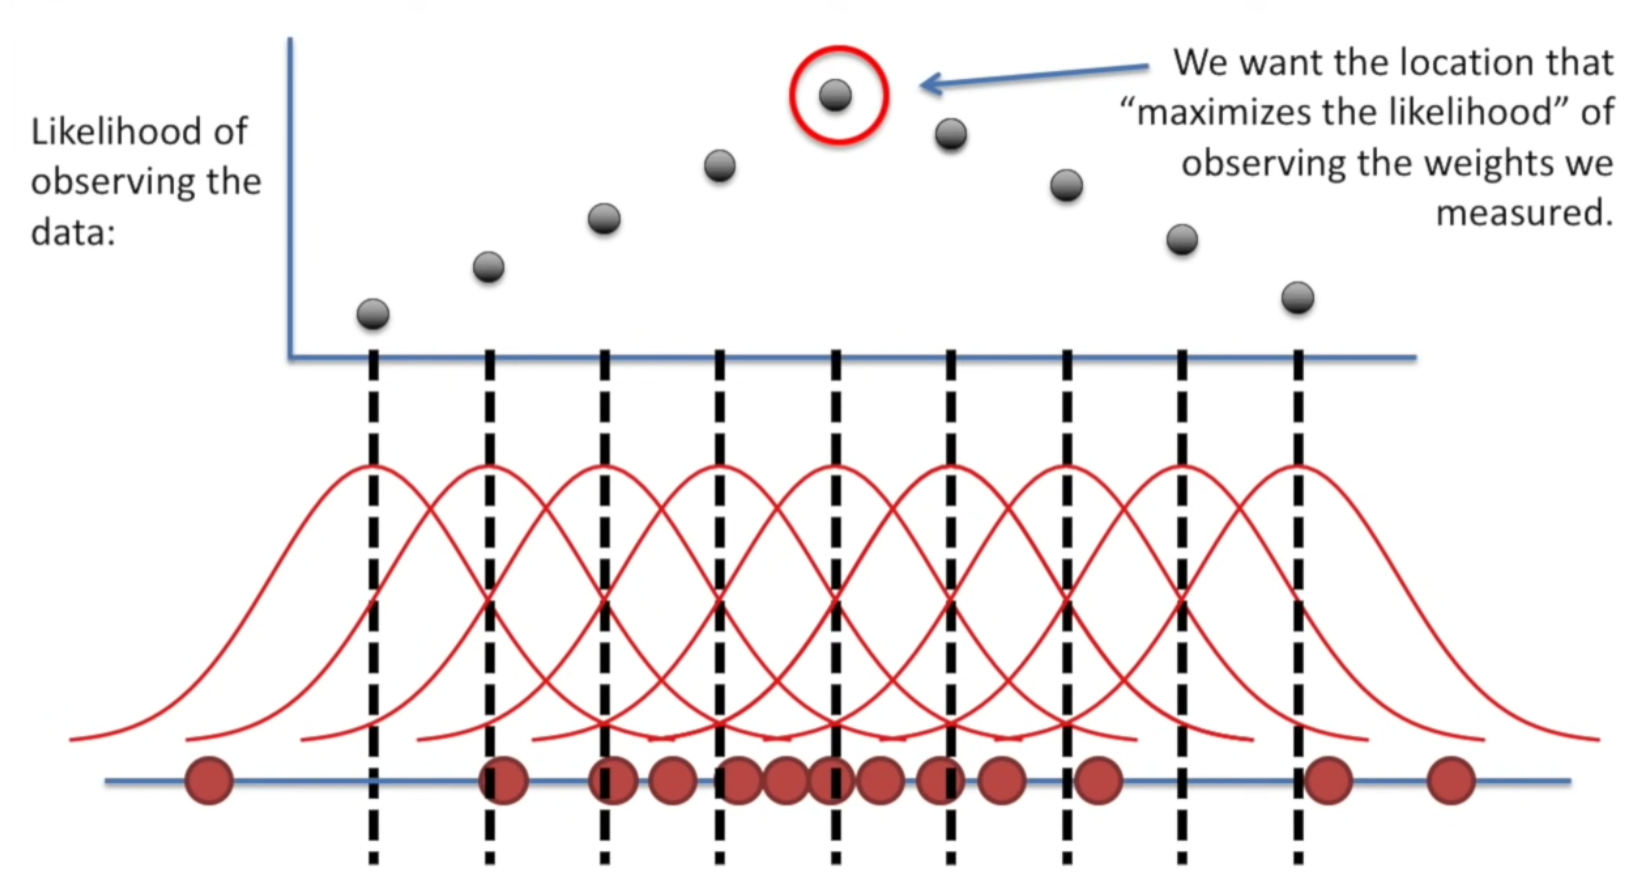 Likelihood of
observing the
data:
We want the location that
“maximizes the likelihood” of
observing the weights we
measured.